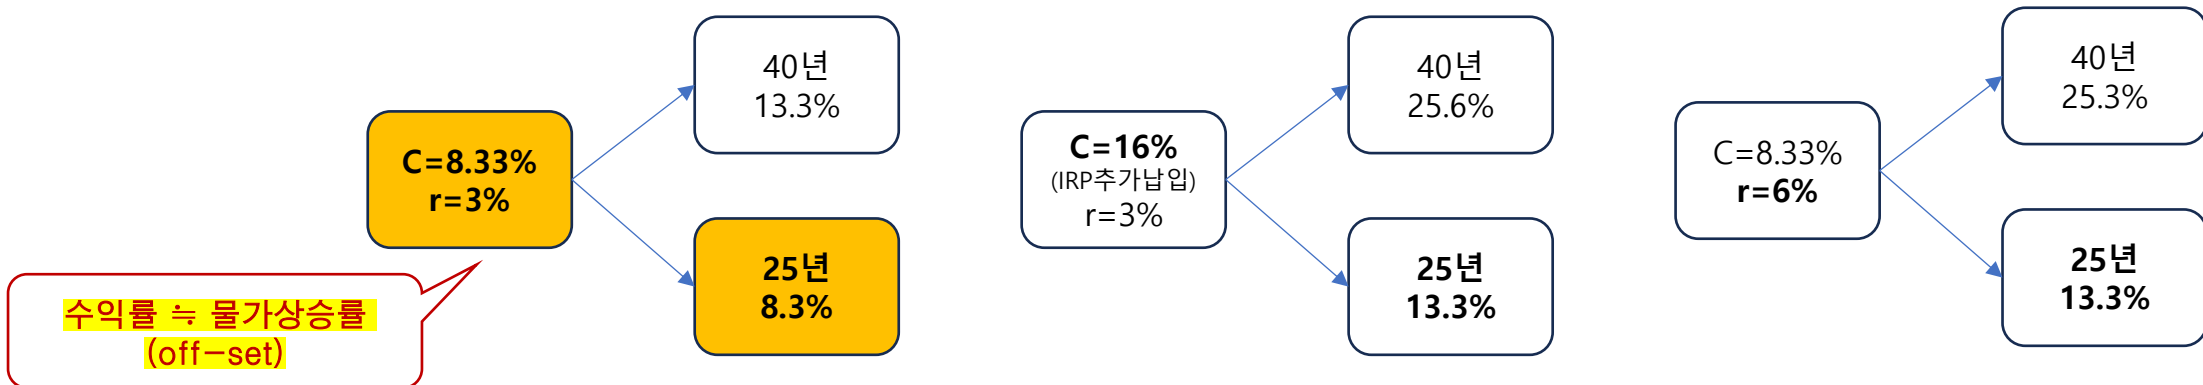 C=8.33%
r=3%
40년
13.3%
25년
8.3%
수익률 ≒ 물가상승률
(off-set)
C=16%
(IRP추가납입)
r=3%
40년
25.6%
25년
13.3%
C=8.33%
r=6%
40년
25.3%
25년
13.3%